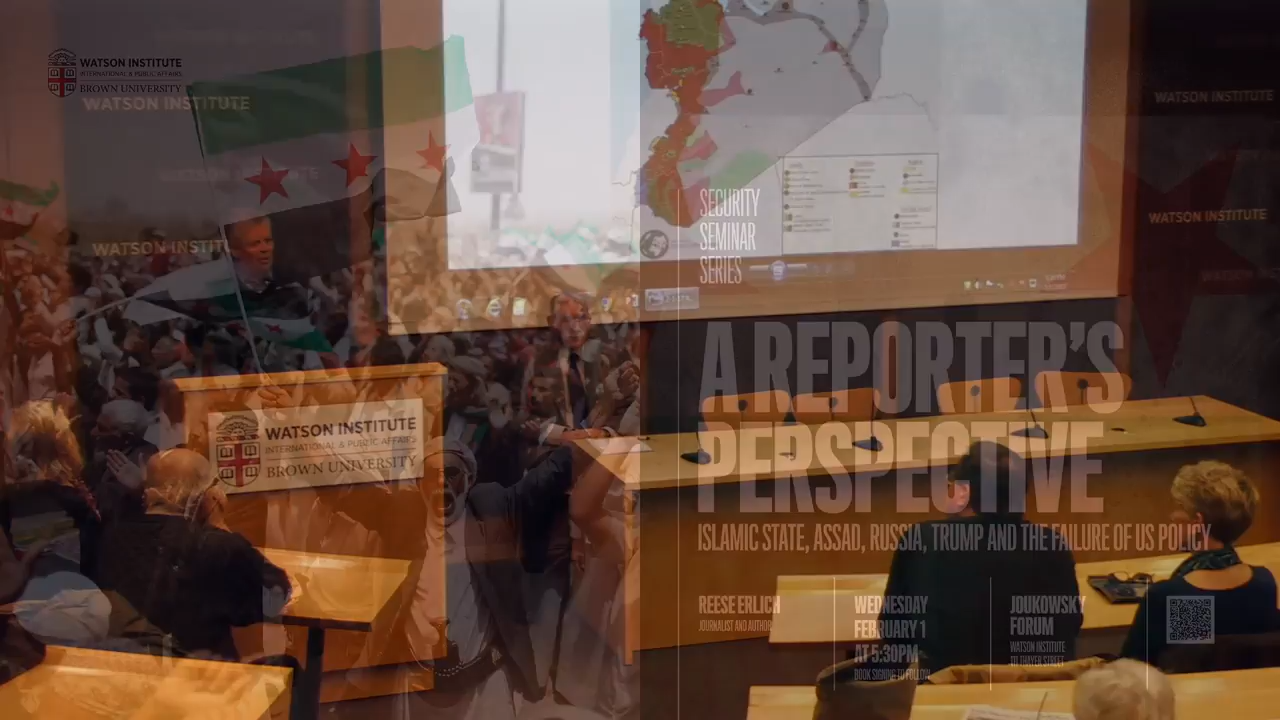 WATSON INSTITUTE
INTERNATIONAL & PUBLIC AFFAIRS
BROWN UNIVERSITY
WATSON INSTITUTE
WATSON INSTITUTE
WATSON INSTITUTE
WATSON INSTITUTE
WATSON INSTITUTE
INTERNATIONAL & PUBLIC AFFAIRS
BROWN UNIVERSITY
SECURITY
SEMINAR
SERIES
A REPORTER'S
PERSPECTIVE
ISLAMIC STATE, ASSAD, RUSSIA, TRUMP AND THE FAILURE OF US POLICY
REESE ERLICH
JOURNALIST AND AUTHOR
WEDNESDAY
FEBRUARY 1
AT 5:30PM
BOOK SIGNING TO FOLLOW
JOUKOWSKY
FORUM
WATSON INSTITUTE
111 THAYER STREET